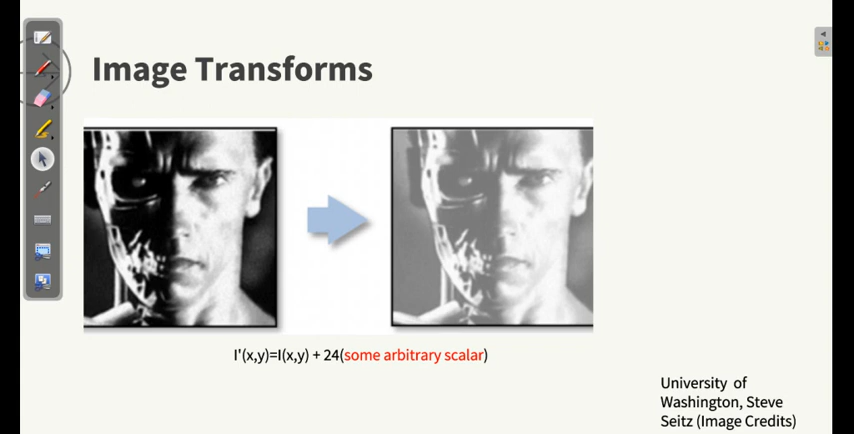 Image Transforms
I'(x,y)=I(x,y) + 24(some arbitrary scalar)
University of
Washington, Steve
Seitz (Image Credits)